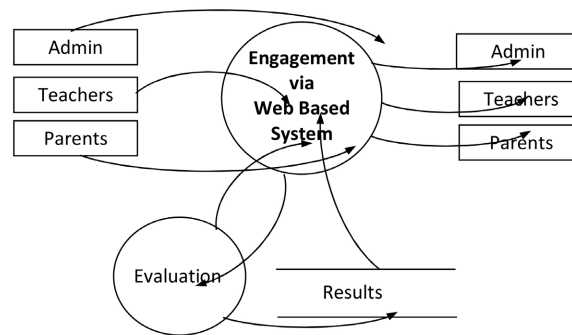 Admin
Teachers
Parents
Engagement
via
Web Based
System
Admin
Teachers
Parents
Evaluation
Results